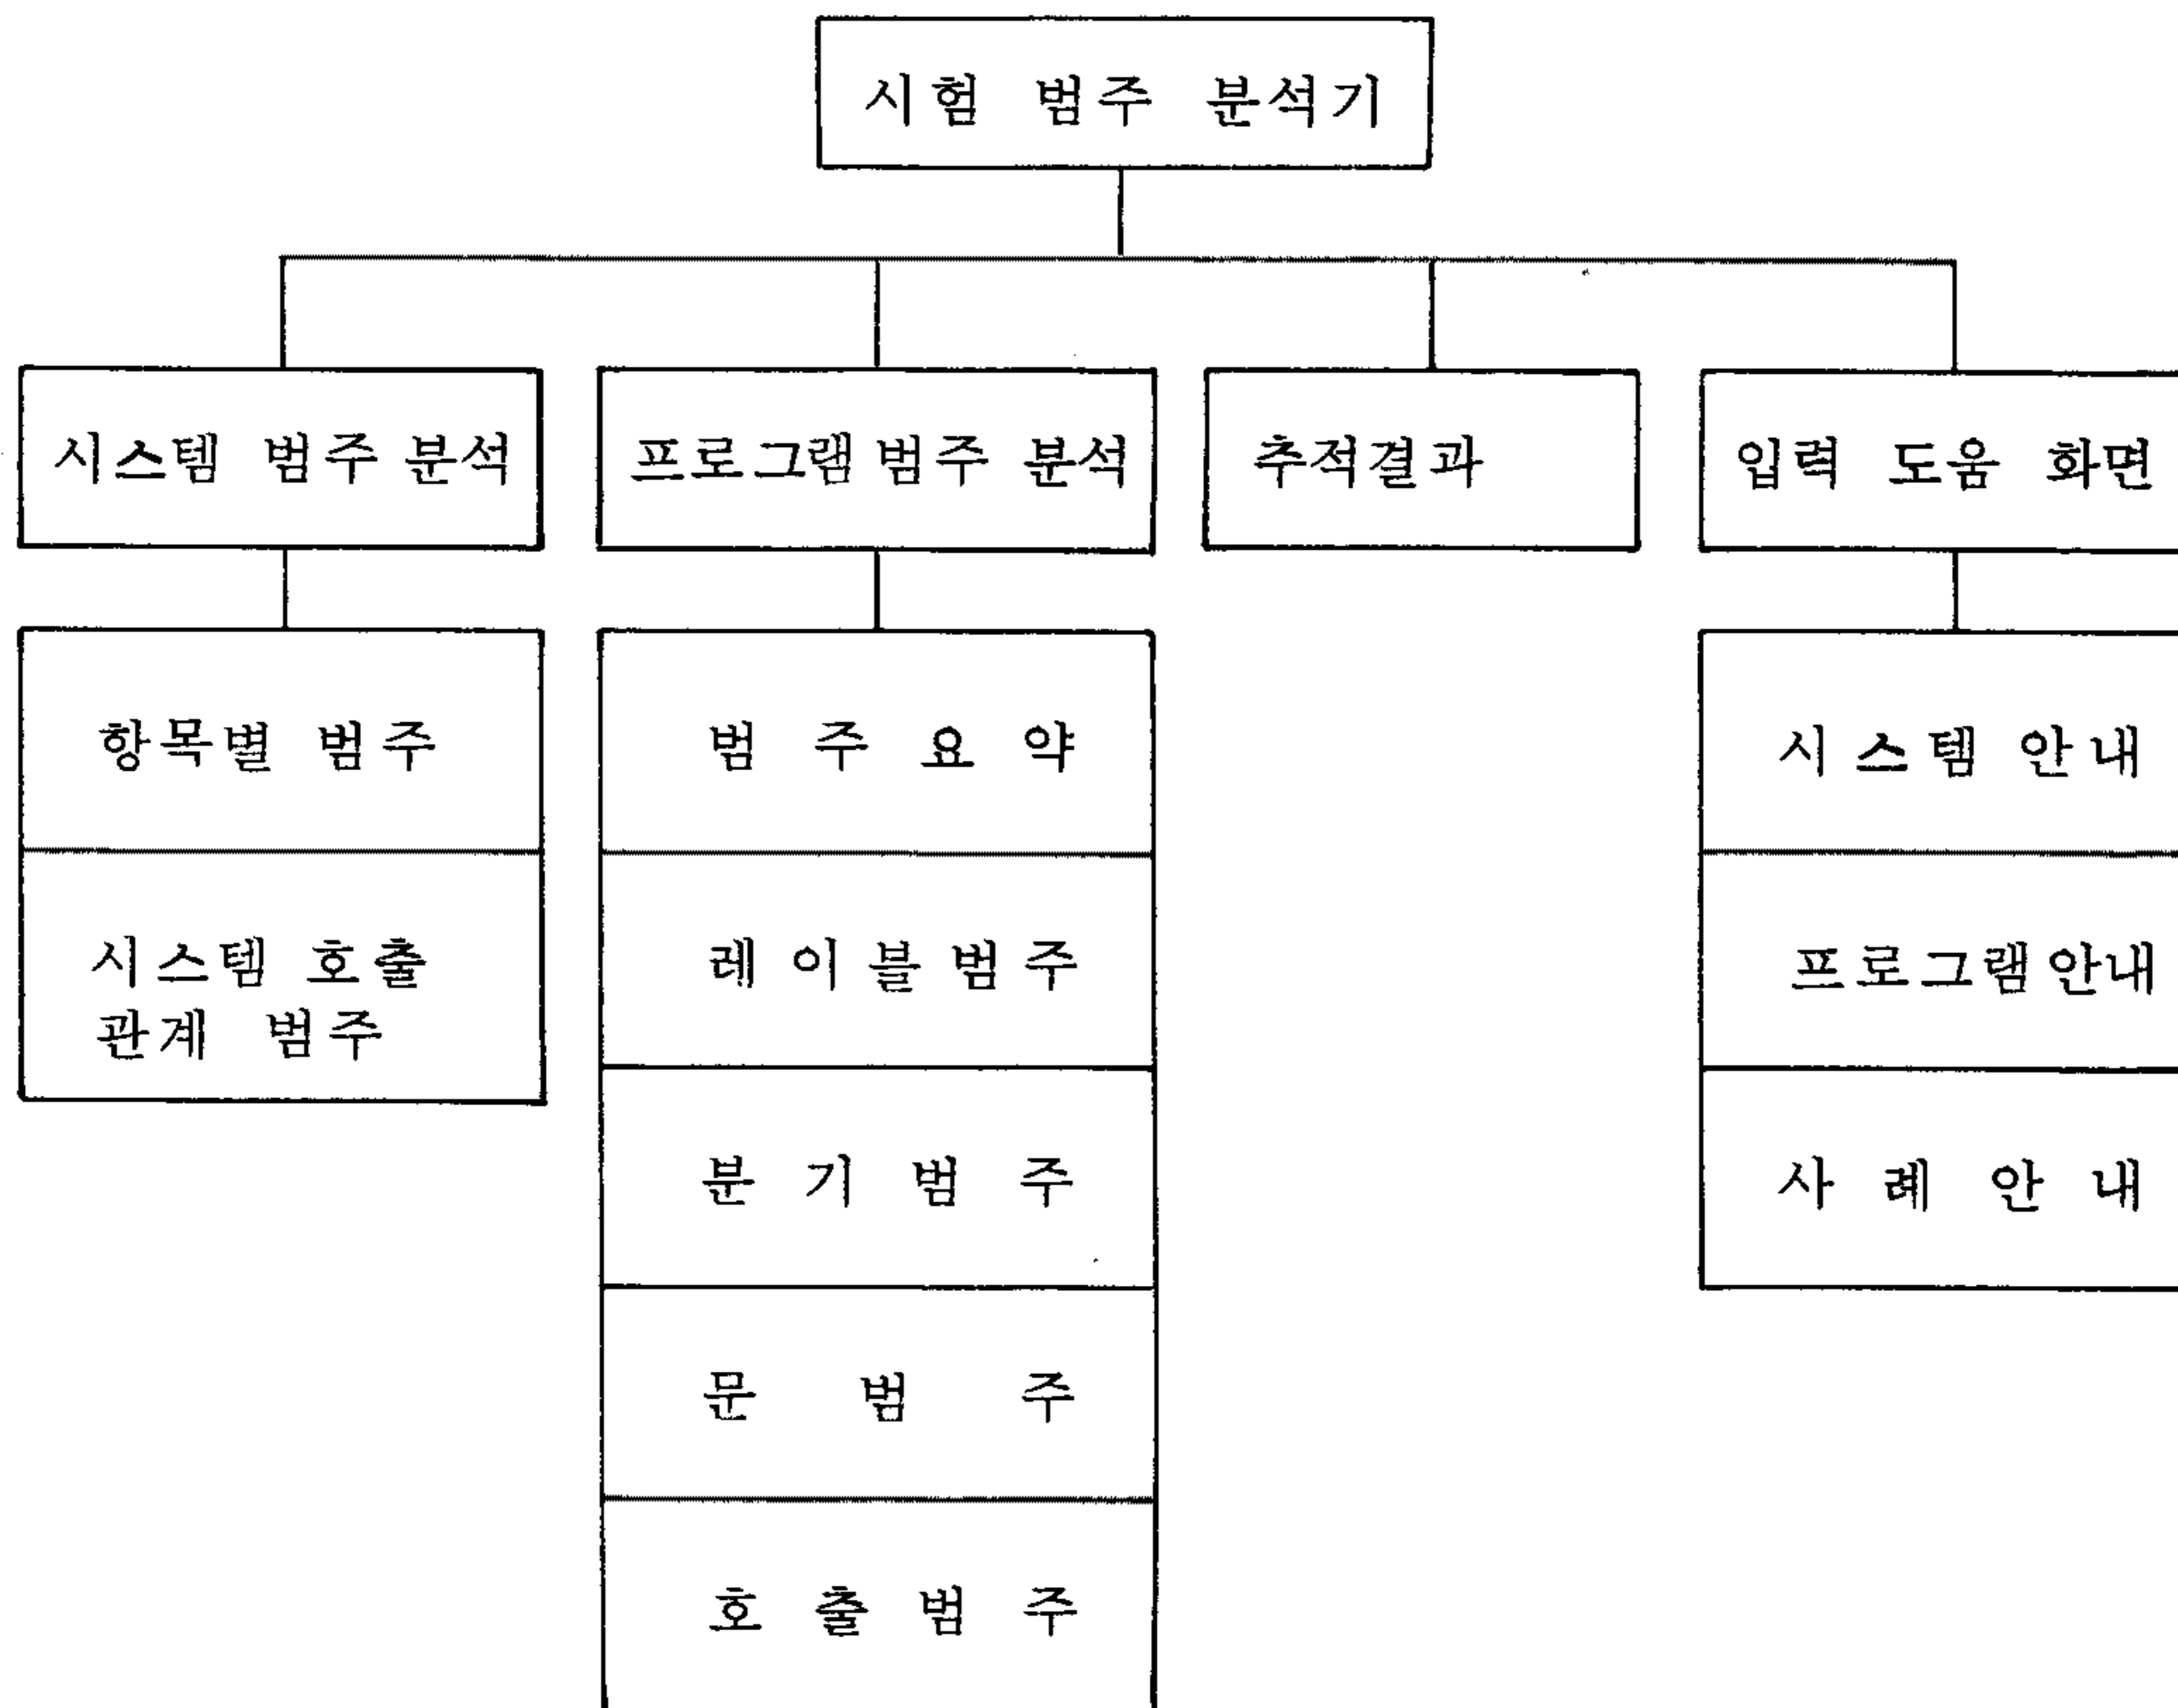 시험 범주 분석기
시스템 범주 분석
프로그램 범주 분석
추적결과
입력 도움 화면
항목별 범주
시스템 호출
관계 범주
범 주 요 약
레 이 블 범 주
분 기 범 주
문 범 주
호 출 범 주
시 스 템 안 내
프로그램 안내
사 례 안 내